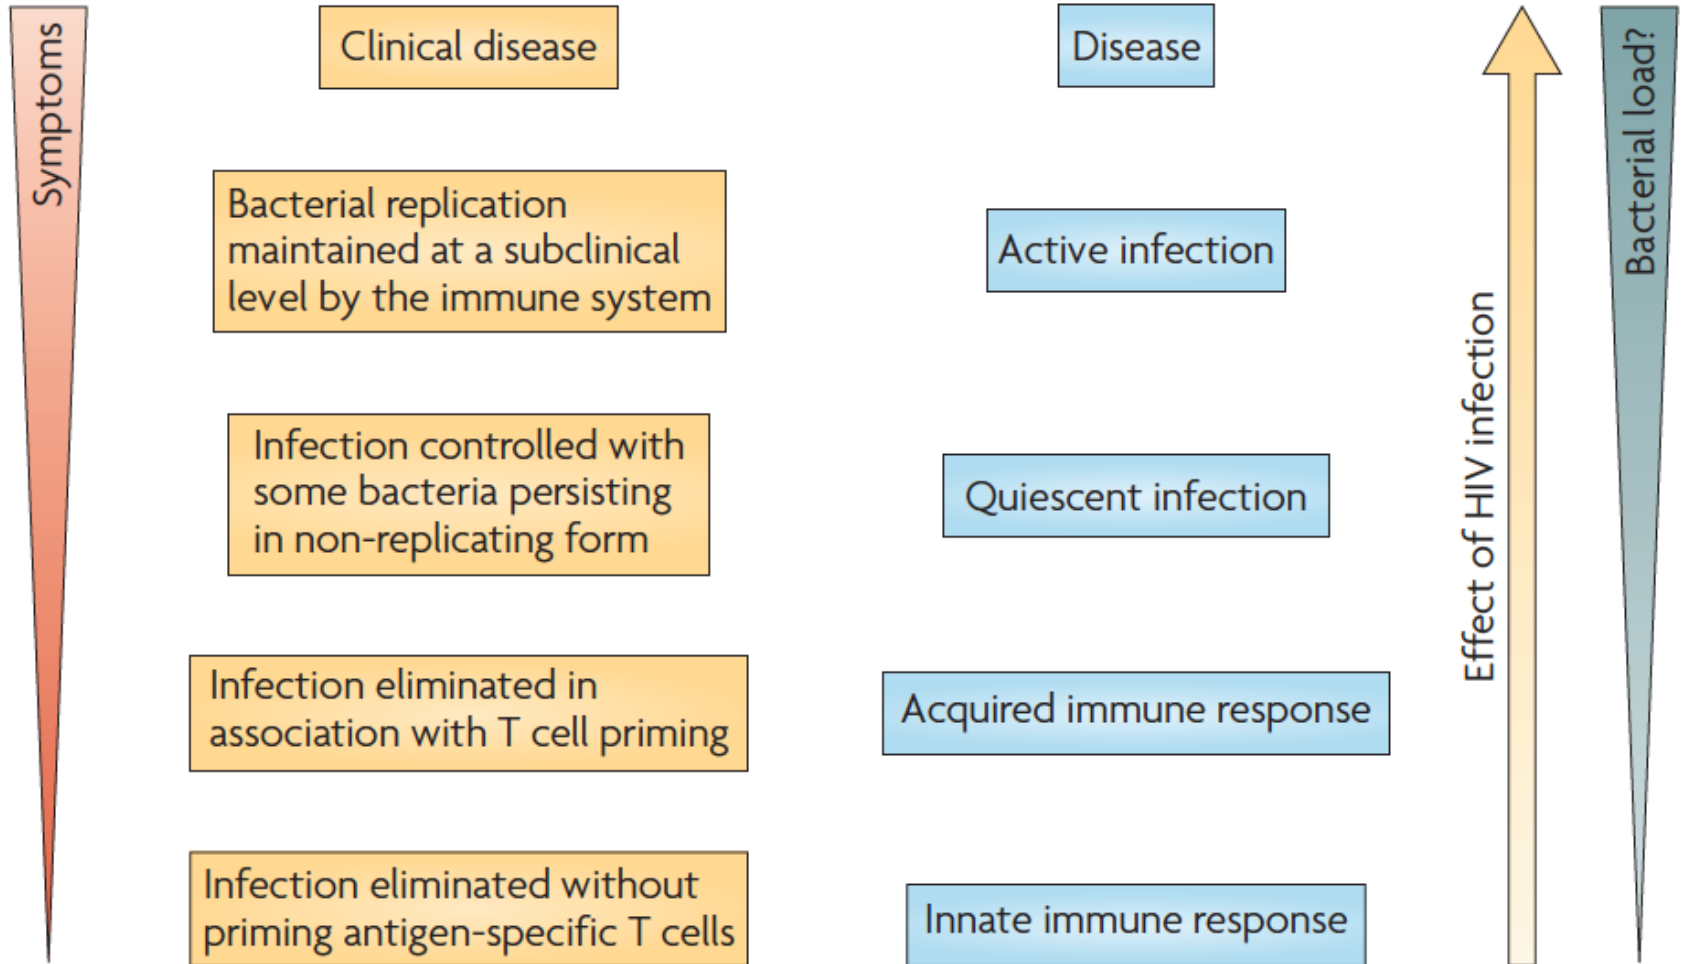 Symptoms
Clinical disease
Disease
Bacterial load?
Bacterial replication
maintained at a subclinical
level by the immune system
Active infection
Effect of HIV infection
Infection controlled with
some bacteria persisting
in non-replicating form
Quiescent infection
Infection eliminated in
association with T cell priming
Acquired immune response
Infection eliminated without
priming antigen-specific T cells
Innate immune response